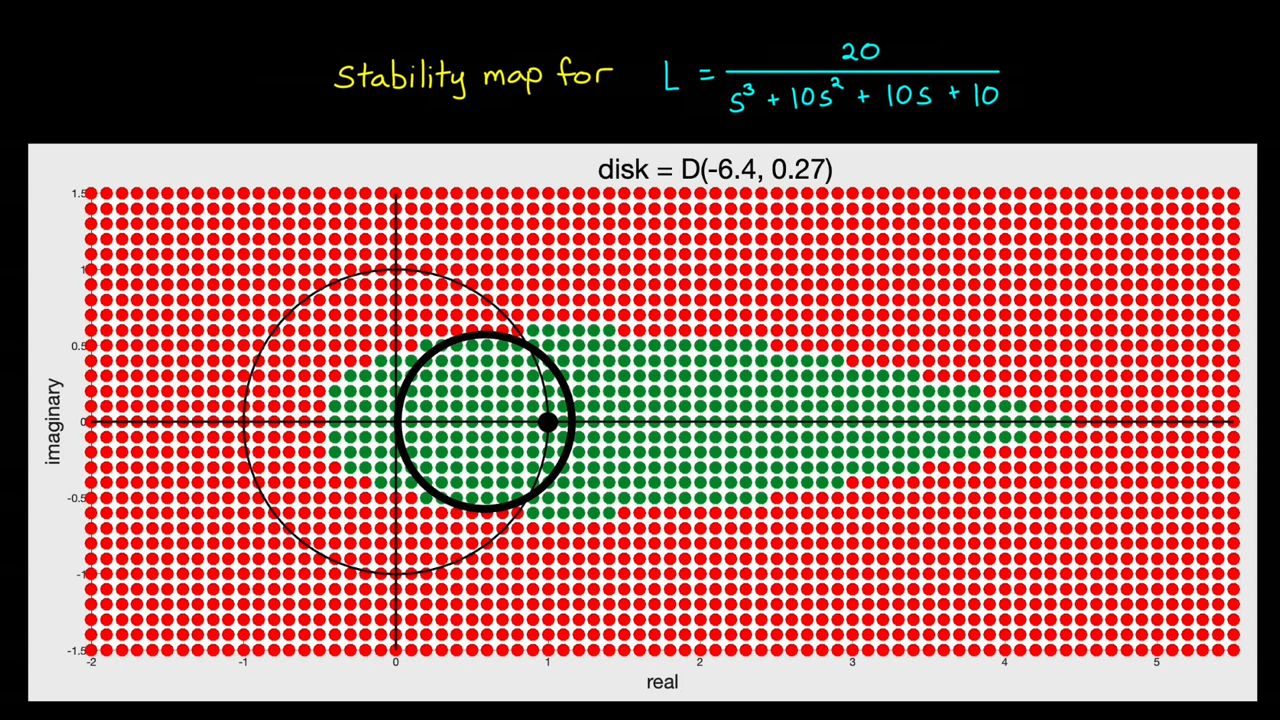 Stability map for L = 20 / (s³ + 10s² + 10s + 10)
disk = D(-6.4, 0.27)
1.5
1
0.5
0
-0.5
-1
-1.5
imaginary
-2 -1 0 1 2 3 4 5
real